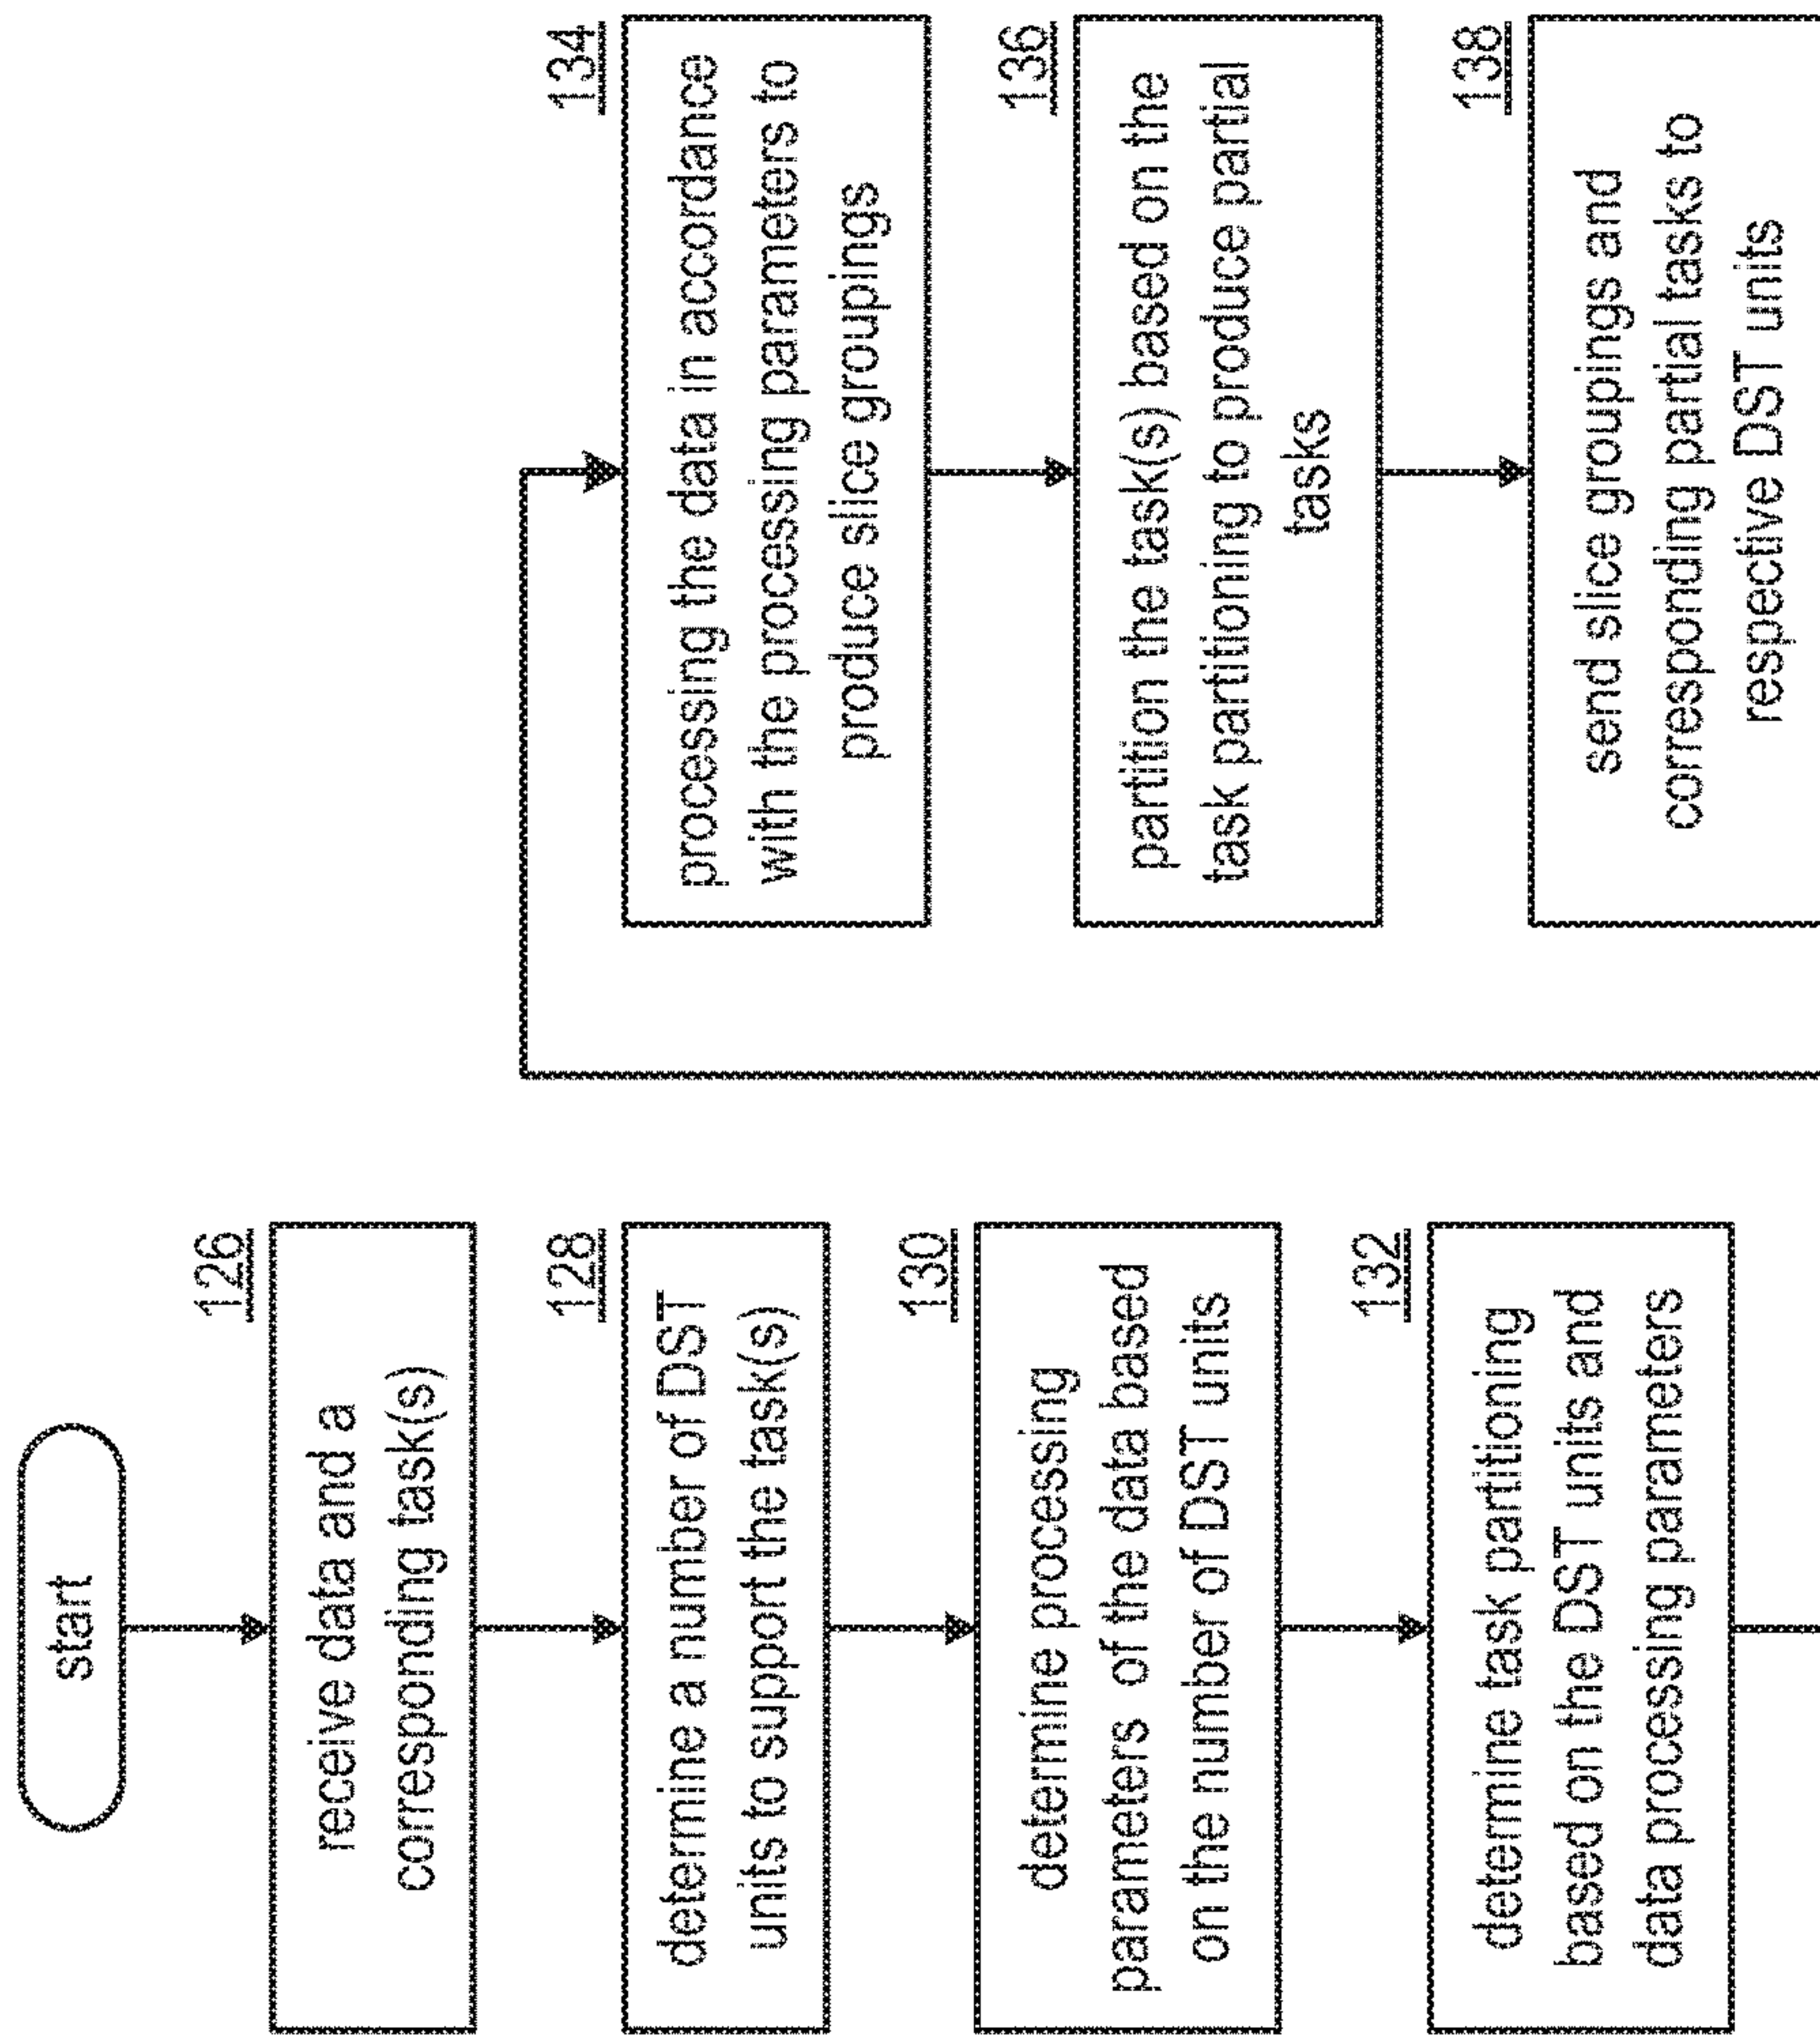 start
126
receive data and a
corresponding task(s)
128
determine a number of DST
units to support the task(s)
130
determine processing
parameters of the data based
on the number of DST units
132
determine task partitioning
based on the DST units and
data processing parameters
134
processing the data in accordance
with the processing parameters to
produce slice groupings
136
partition the task(s) based on the
task partitioning to produce partial
tasks
138
send slice groupings and
corresponding partial tasks to
respective DST units